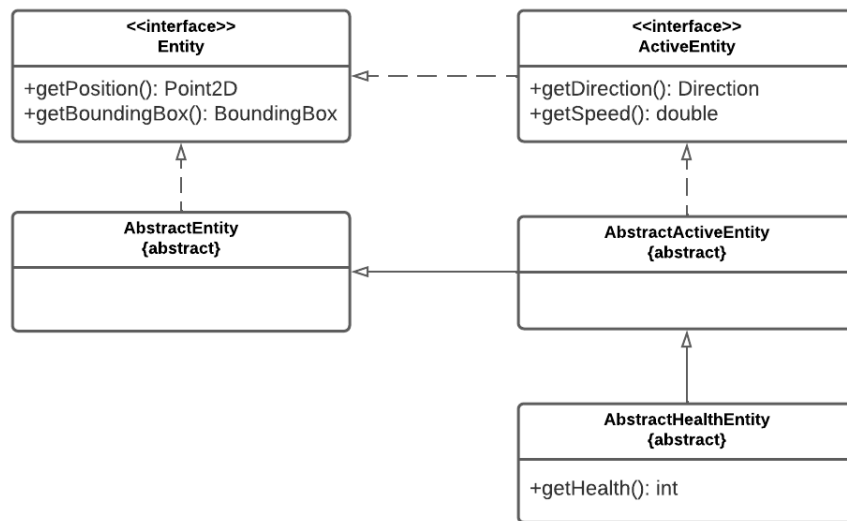 <<interface>>
Entity
+getPosition(): Point2D
+getBoundingBox(): BoundingBox
<<interface>>
ActiveEntity
+getDirection(): Direction
+getSpeed(): double
AbstractEntity
{abstract}
AbstractActiveEntity
{abstract}
AbstractHealthEntity
{abstract}
+getHealth(): int